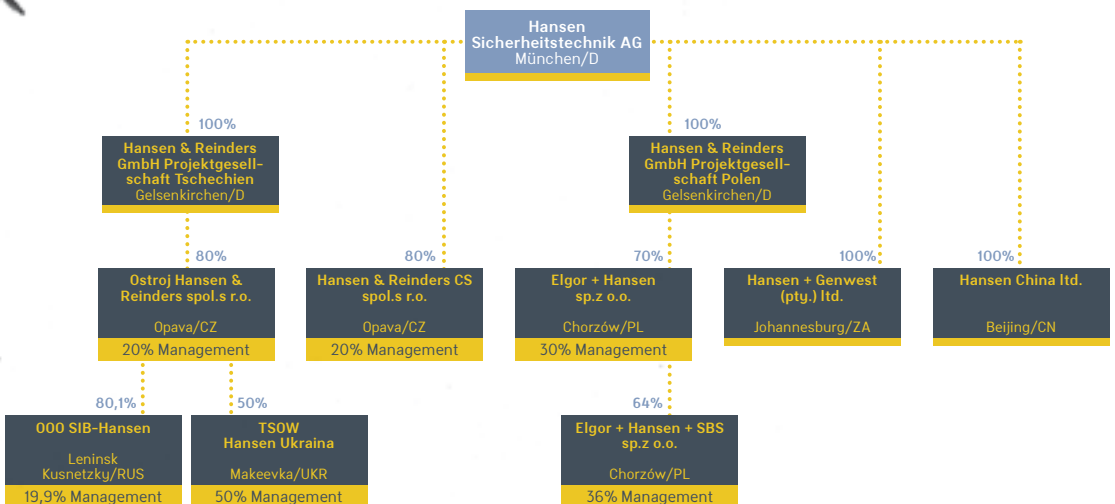 Hansen
Sicherheitstechnik AG
München/D
100%
Hansen & Reinders
GmbH Projektgesell-
schaft Tschechien
Gelsenkirchen/D
100%
Hansen & Reinders
GmbH Projektgesell-
schaft Polen
Gelsenkirchen/D
80%
Ostroj Hansen &
Reinders spol.s r.o.
Opava/CZ
20% Management
80%
Hansen & Reinders CS
spol.s r.o.
Opava/CZ
20% Management
70%
Elgor + Hansen
sp.z o.o.
Chorzów/PL
30% Management
100%
Hansen + Genwest
(pty.) ltd.
Johannesburg/ZA
100%
Hansen China ltd.
Beijing/CN
80,1%
OOO SIB-Hansen
Leninsk
Kusnetzky/RUS
19,9% Management
50%
TSOW
Hansen Ukraina
Makeevka/UKR
50% Management
64%
Elgor + Hansen + SBS
sp.z o.o.
Chorzów/PL
36% Management